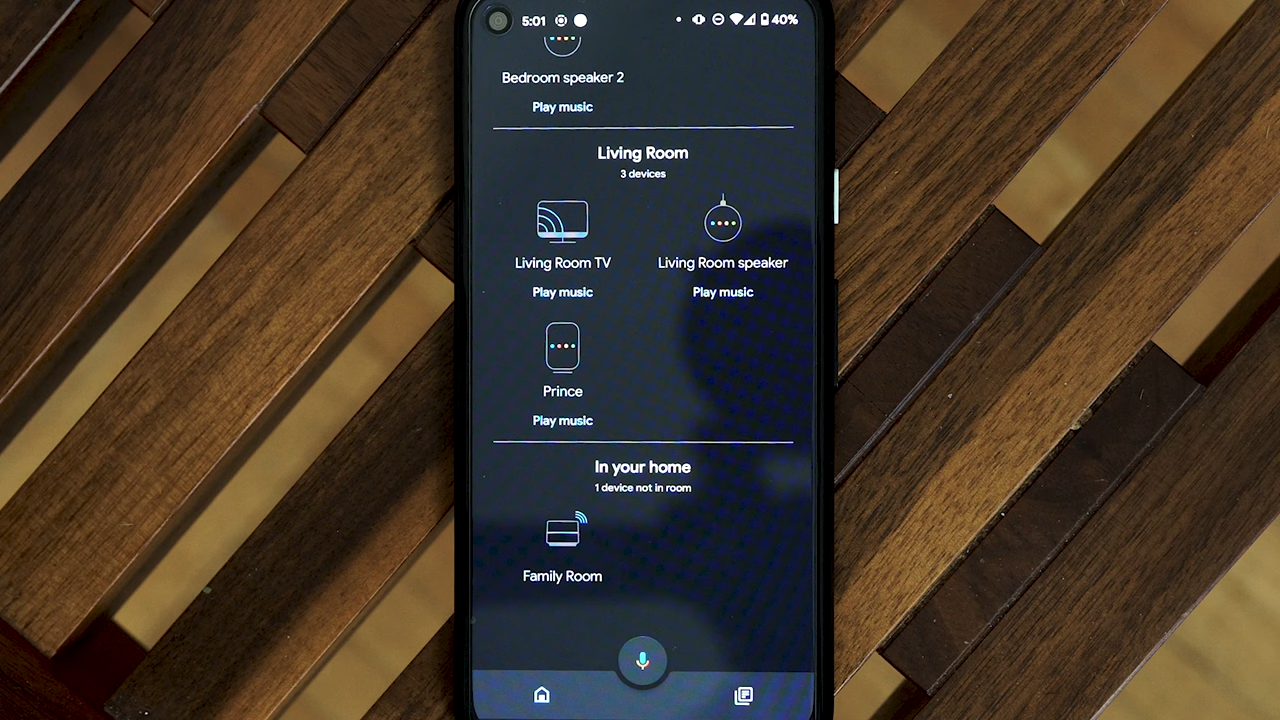 5:01 40%
Bedroom speaker 2
Play music
Living Room
3 devices
Living Room TV
Living Room speaker
Play music
Play music
Prince
Play music
In your home
1 device not in room
Family Room